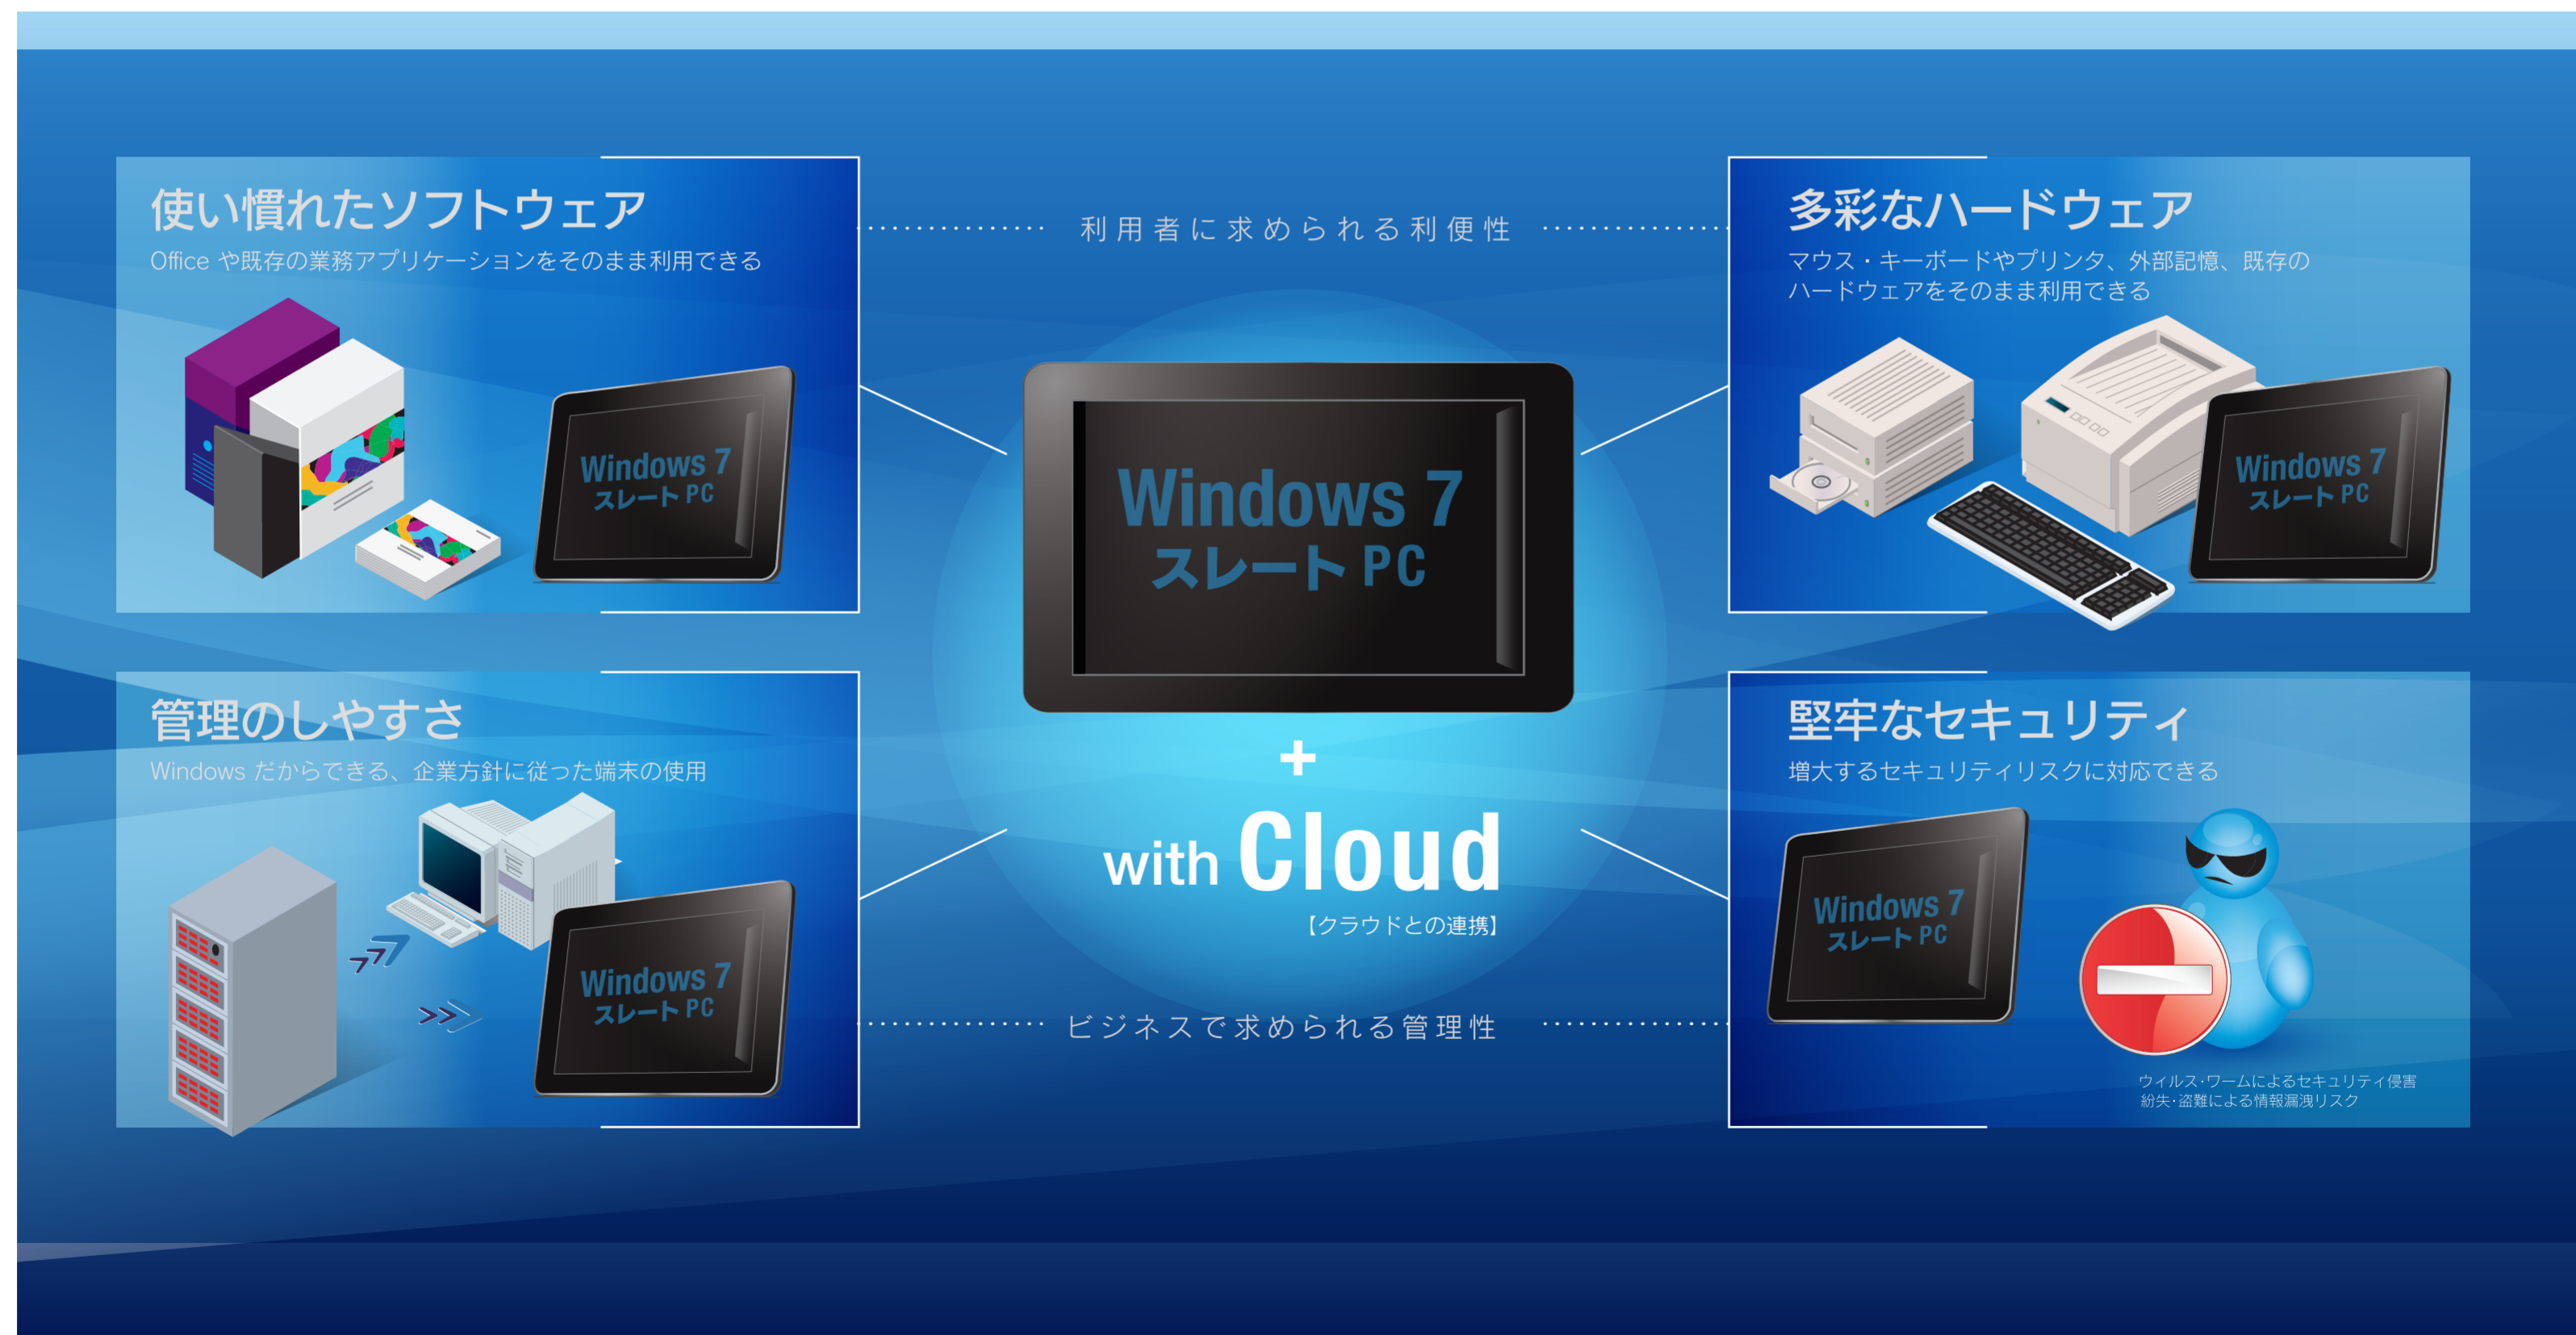 使い慣れたソフトウェア
Office や既存の業務アプリケーションをそのまま利用できる
Windows 7
スレート PC
利用者に求められる利便性
多彩なハードウェア
マウス・キーボードやプリンタ、外部記憶、既存の
ハードウェアをそのまま利用できる
Windows 7
スレート PC
Windows 7
スレート PC
+
with Cloud
【クラウドとの連携】
管理のしやすさ
Windows だからできる、企業方針に従った端末の使用
Windows 7
スレート PC
ビジネスで求められる管理性
堅牢なセキュリティ
増大するセキュリティリスクに対応できる
Windows 7
スレート PC
ウィルス・ワームによるセキュリティ侵害
紛失・盗難による情報漏洩リスク